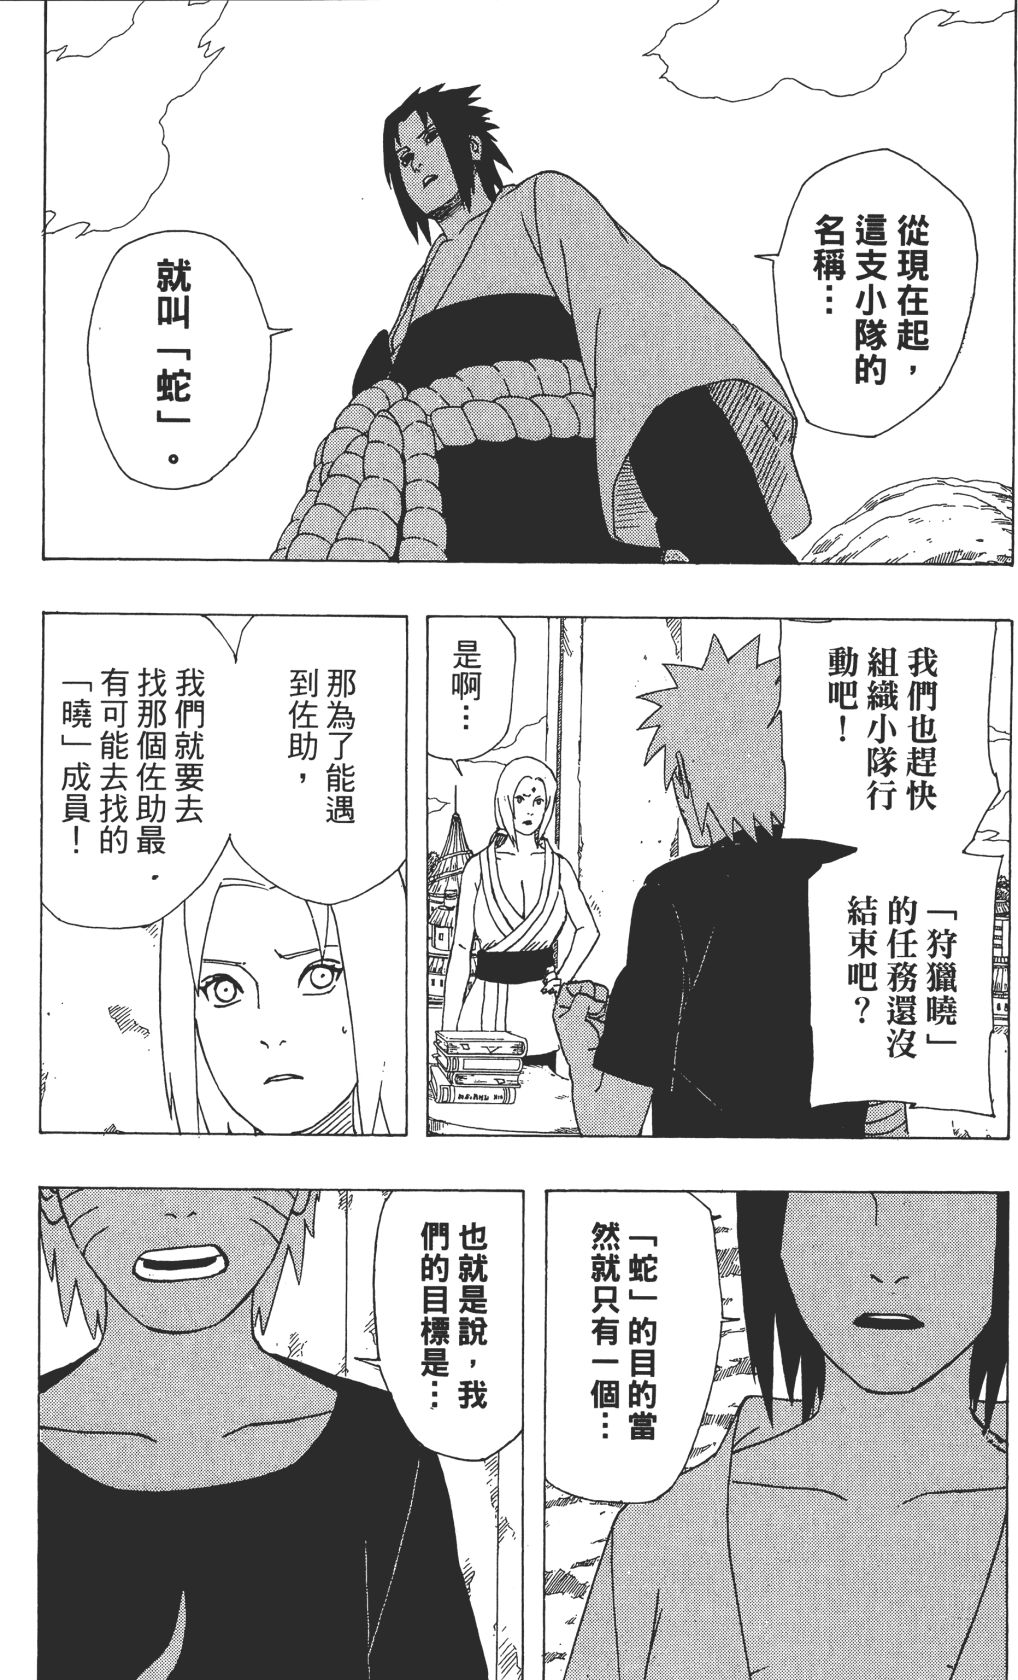 從現在起，
這支小隊的
名稱…
就叫「蛇」。
我們也趕快
組織小隊行
動吧！
「狩獵曉」
的任務還沒
結束吧？
是啊…
那為了能遇
到佐助，
我們就要去
找那個佐助最
有可能去找的
「曉」成員！
「蛇」的目的當
然就只有一個…
也就是說，我
們的目標是…